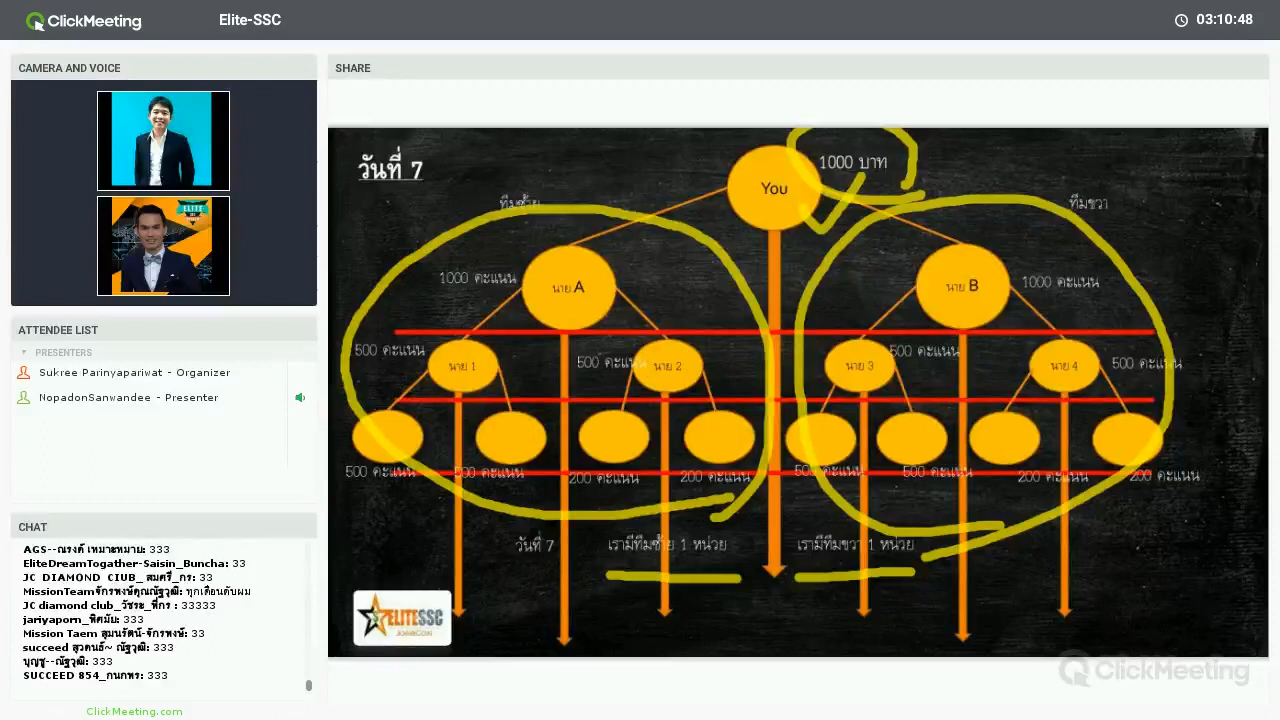 ClickMeeting
Elite-SSC
03:10:48
CAMERA AND VOICE
SHARE
ELITE
ATTENDEE LIST
PRESENTERS
Sukree Parinyapariwat - Organizer
NopadonSanwandee - Presenter
CHAT
AGS--ณรงค์ เหมาะหมาย: 333
EliteDreamTogather-Saisin_Buncha: 33
JC_DIAMOND_CIUB_ สมศรี_กร: 33
MissionTeamจักรพงษ์คุณณัฐวุฒิ: ทุกเดือนดับผม
JC diamond club_วัชระ_พี่กร : 33333
jariyaporn_ทิศมั่น: 333
Mission Taem สุมนรัตน์-จักรพงษ์: 33
succeed สุวคนธ์~ ณัฐวุฒิ: 333
บุญชู--ณัฐวุฒิ: 333
SUCCEED 854_กนกพร: 333
ClickMeeting.com
วันที่ 7
You
1000 บาท
ทีมซ้าย
ทีมขวา
1000 คะแนน
นาย A
นาย B
1000 คะแนน
500 คะแนน
นาย 1
500 คะแนน
นาย 2
นาย 3
500 คะแนน
นาย 4
500 คะแนน
500 คะแนน
500 คะแนน
200 คะแนน
200 คะแนน
500 คะแนน
500 คะแนน
200 คะแนน
200 คะแนน
วันที่ 7
เรามีทีมซ้าย 1 หน่วย
เรามีทีมขวา 1 หน่วย
ELITESSC
ClickMeeting